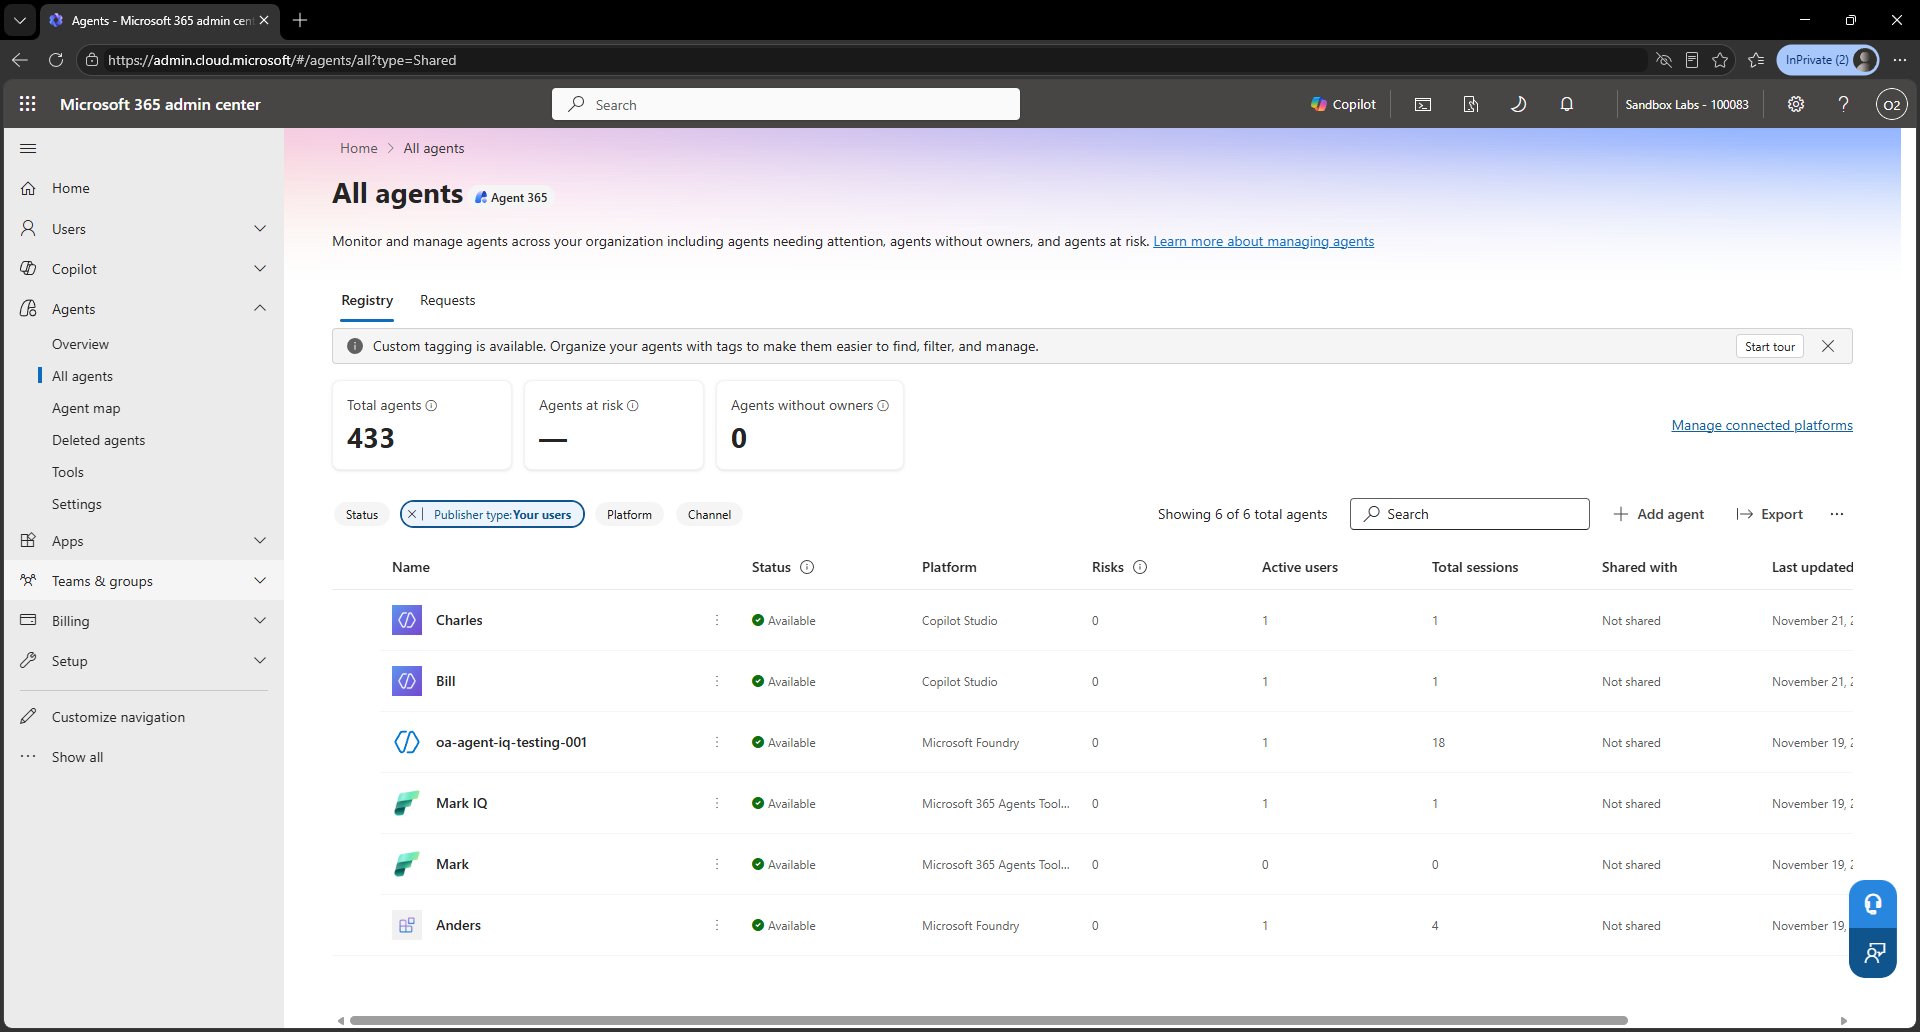 Agents - Microsoft 365 admin cent
https://admin.cloud.microsoft/#/agents/all?type=Shared
InPrivate (2)
Microsoft 365 admin center
Search
Copilot
Sandbox Labs - 100083
O2
Home
Users
Copilot
Agents
Overview
All agents
Agent map
Deleted agents
Tools
Settings
Apps
Teams & groups
Billing
Setup
Customize navigation
Show all
Home > All agents
All agents Agent 365
Monitor and manage agents across your organization including agents needing attention, agents without owners, and agents at risk. Learn more about managing agents
Registry Requests
Custom tagging is available. Organize your agents with tags to make them easier to find, filter, and manage. Start tour
Total agents
433
Agents at risk
—
Agents without owners
0
Manage connected platforms
Status Publisher type:Your users Platform Channel Showing 6 of 6 total agents Search Add agent Export
Name Status Platform Risks Active users Total sessions Shared with Last updated
Charles Available Copilot Studio 0 1 1 Not shared November 21, 2
Bill Available Copilot Studio 0 1 1 Not shared November 21, 2
oa-agent-iq-testing-001 Available Microsoft Foundry 0 1 18 Not shared November 19, 2
Mark IQ Available Microsoft 365 Agents Tool... 0 1 1 Not shared November 19, 2
Mark Available Microsoft 365 Agents Tool... 0 0 0 Not shared November 19, 2
Anders Available Microsoft Foundry 0 1 4 Not shared November 19,